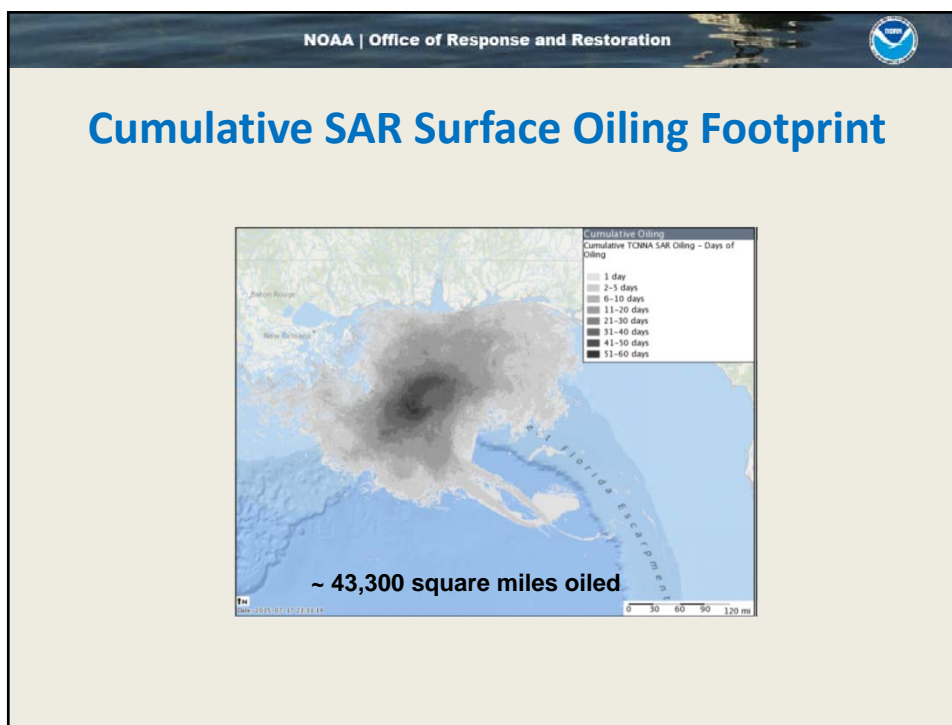 NOAA | Office of Response and Restoration
NOAA
Cumulative SAR Surface Oiling Footprint
Cumulative Oiling
Cumulative TCNNA SAR Oiling – Days of
Oiling
1 day
2-5 days
6-10 days
11-20 days
21-30 days
31-40 days
41-50 days
51-60 days
Baton Rouge
New Orleans
Florida Escarpment
~ 43,300 square miles oiled
N
0 30 60 90 120 mi